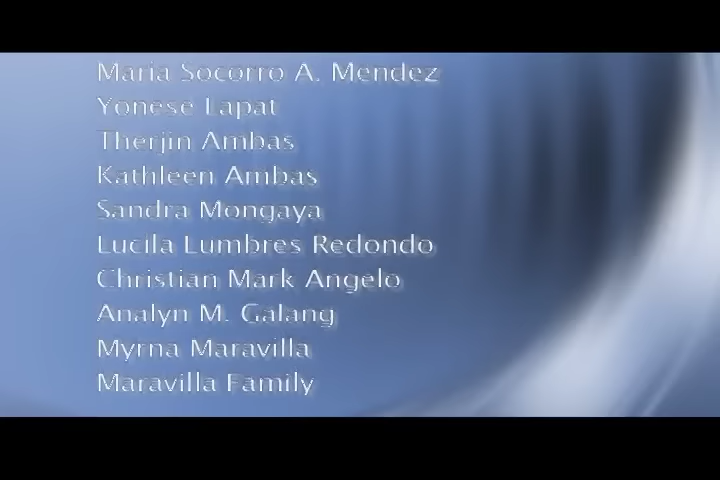 Maria Socorro A. Mendez
Yonese Lapat
Therjin Ambas
Kathleen Ambas
Sandra Mongaya
Lucila Lumbres Redondo
Christian Mark Angelo
Analyn M. Galang
Myrna Maravilla
Maravilla Family